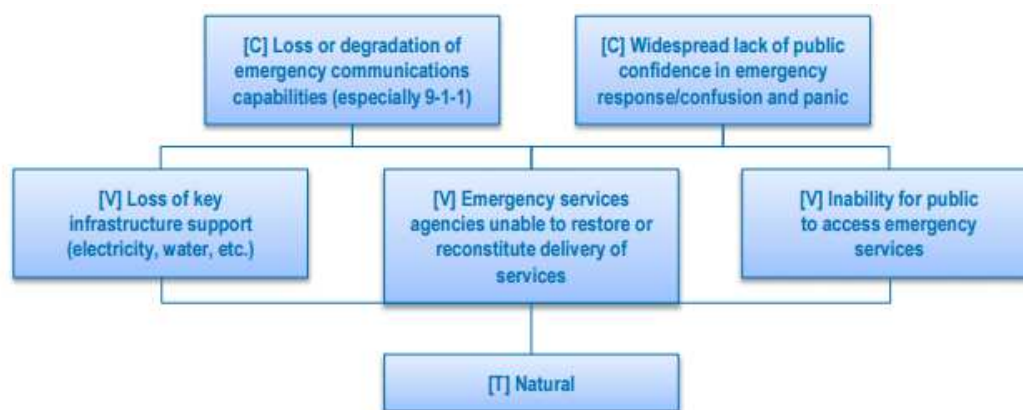 [C] Loss or degradation of
emergency communications
capabilities (especially 9-1-1)
[C] Widespread lack of public
confidence in emergency
response/confusion and panic
[V] Loss of key
infrastructure support
(electricity, water, etc.)
[V] Emergency services
agencies unable to restore or
reconstitute delivery of
services
[V] Inability for public
to access emergency
services
[T] Natural